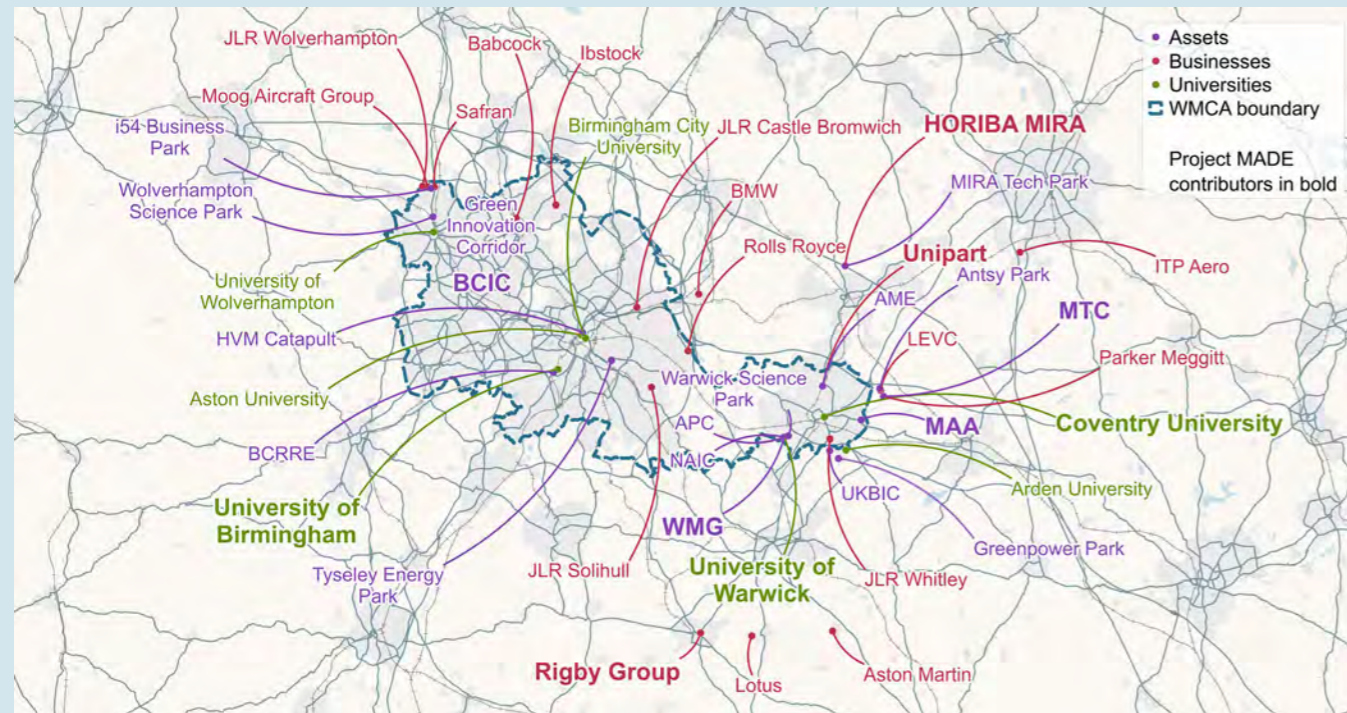 JLR Wolverhampton
Babcock
Ibstock
Moog Aircraft Group
Safran
i54 Business
Park
Birmingham City
University
JLR Castle Bromwich
HORIBA MIRA
Assets
Businesses
Universities
WMCA boundary
Project MADE
contributors in bold
Wolverhampton
Science Park
Green
Innovation
Corridor
BMW
MIRA Tech Park
Rolls Royce
Unipart
ITP Aero
University of
Wolverhampton
BCIC
Antsy Park
AME
MTC
HVM Catapult
LEVC
Parker Meggitt
Warwick Science
Park
Aston University
APC
MAA
Coventry University
BCRRE
NAIC
UKBIC
Arden University
University of
Birmingham
WMG
Greenpower Park
Tyseley Energy
Park
JLR Solihull
University of
Warwick
JLR Whitley
Rigby Group
Lotus
Aston Martin